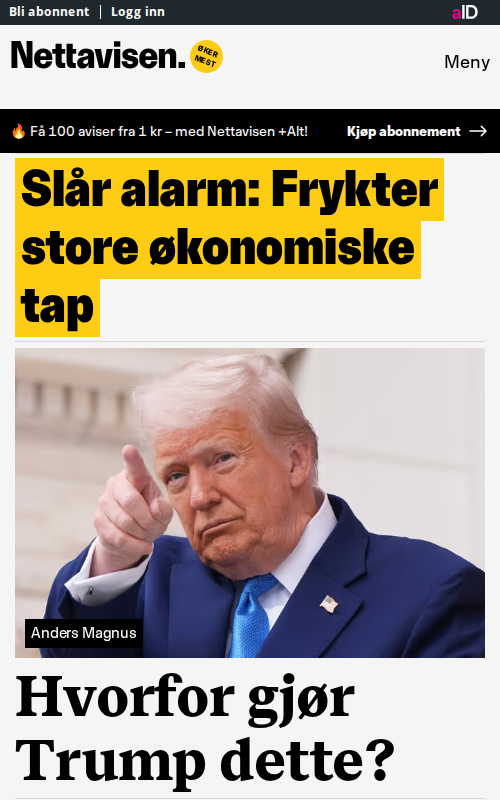 Bli abonnent | Logg inn
aID
Nettavisen.
ØKER
MEST
Meny
🔥 Få 100 aviser fra 1 kr – med Nettavisen +Alt!
Kjøp abonnement →
Slår alarm: Frykter
store økonomiske
tap
Anders Magnus
Hvorfor gjør
Trump dette?